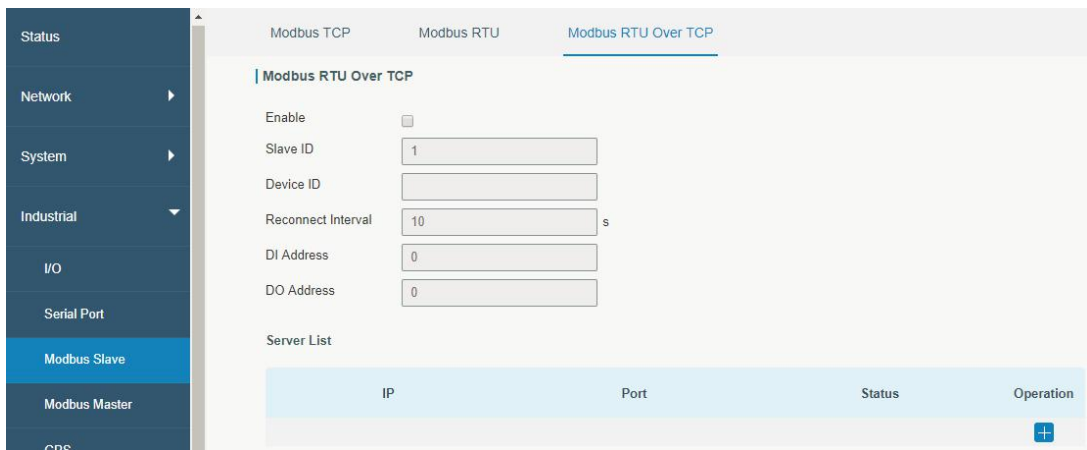 Status
Network
System
Industrial
I/O
Serial Port
Modbus Slave
Modbus Master
GPS
Modbus TCP Modbus RTU Modbus RTU Over TCP
Modbus RTU Over TCP
Enable
Slave ID 1
Device ID
Reconnect Interval 10 s
DI Address 0
DO Address 0
Server List
IP Port Status Operation